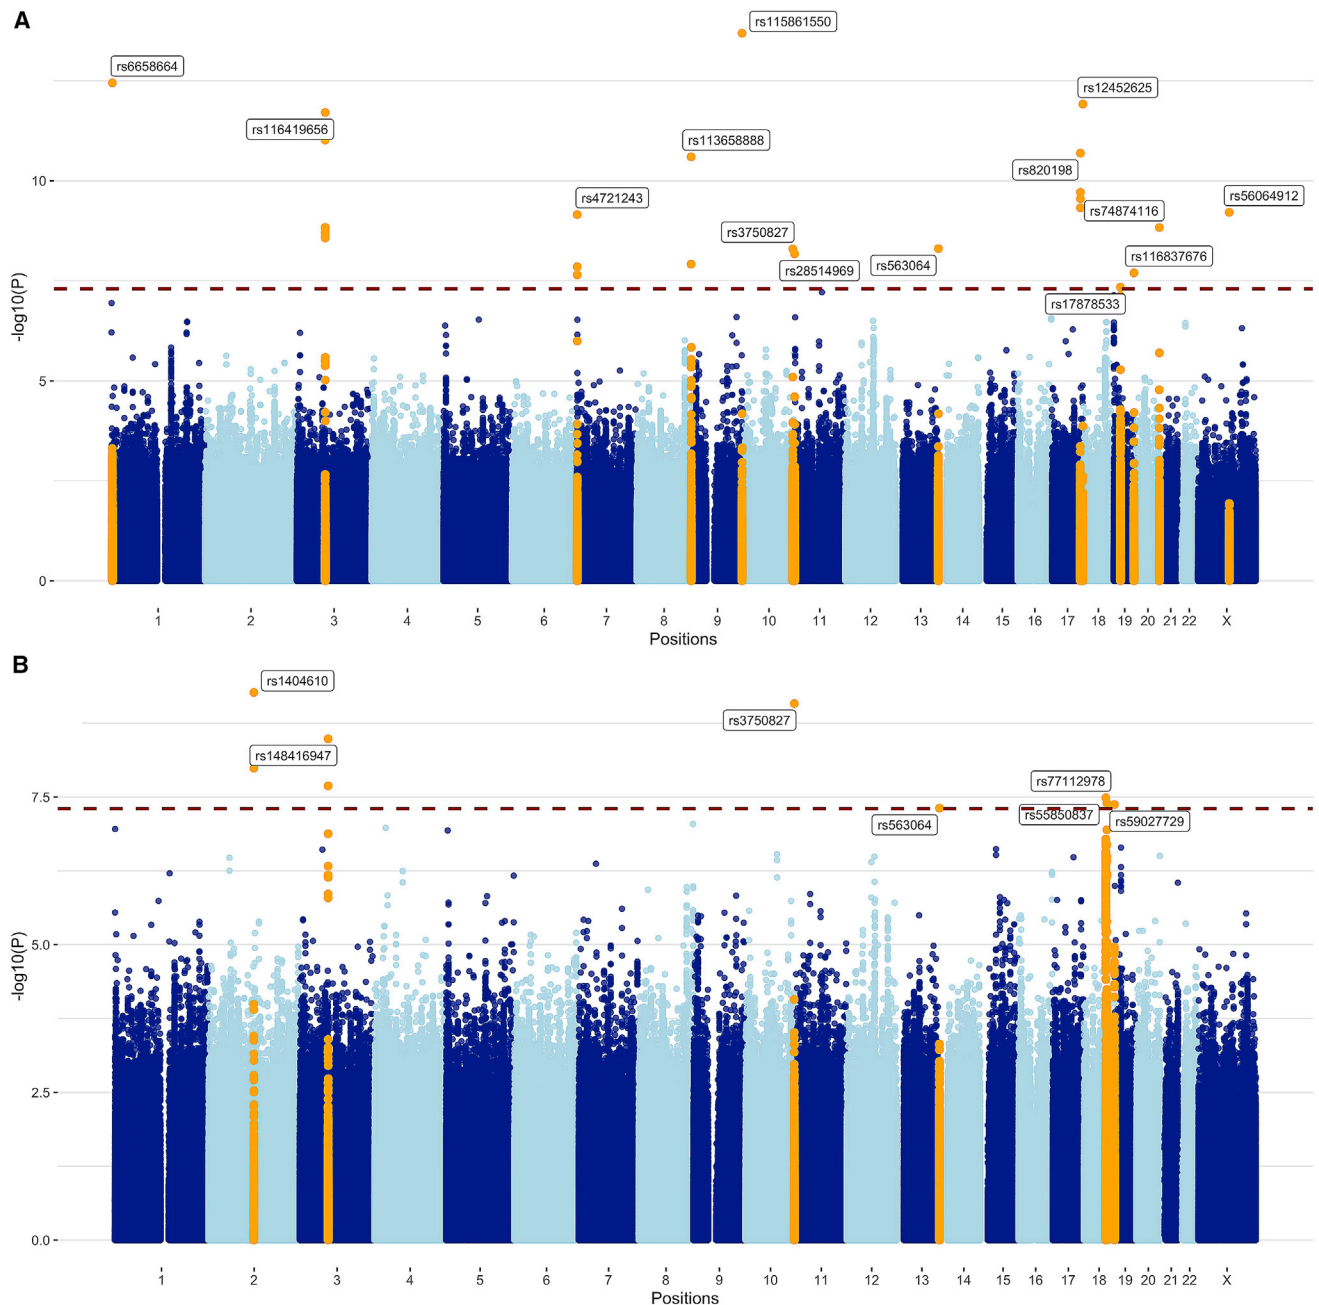 A
rs115861550
rs6658664
rs12452625
rs116419656
rs113658888
rs820198
10
rs4721243
rs56064912
rs74874116
rs3750827
rs116837676
rs28514969
rs563064
rs17878533
-log10(P)
5
0
1 2 3 4 5 6 7 8 9 10 11 12 13 14 15 16 17 18 19 20 21 22 X
Positions
B
rs1404610
rs3750827
rs148416947
rs77112978
7.5
rs55850837
rs59027729
rs563064
-log10(P)
5.0
2.5
0.0
1 2 3 4 5 6 7 8 9 10 11 12 13 14 15 16 17 18 19 20 21 22 X
Positions